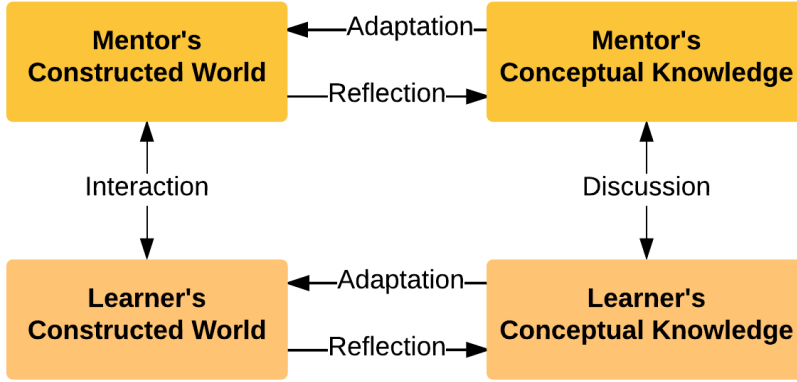 Mentor's
Constructed World
Adaptation
Reflection
Mentor's
Conceptual Knowledge
Interaction
Discussion
Learner's
Constructed World
Adaptation
Reflection
Learner's
Conceptual Knowledge